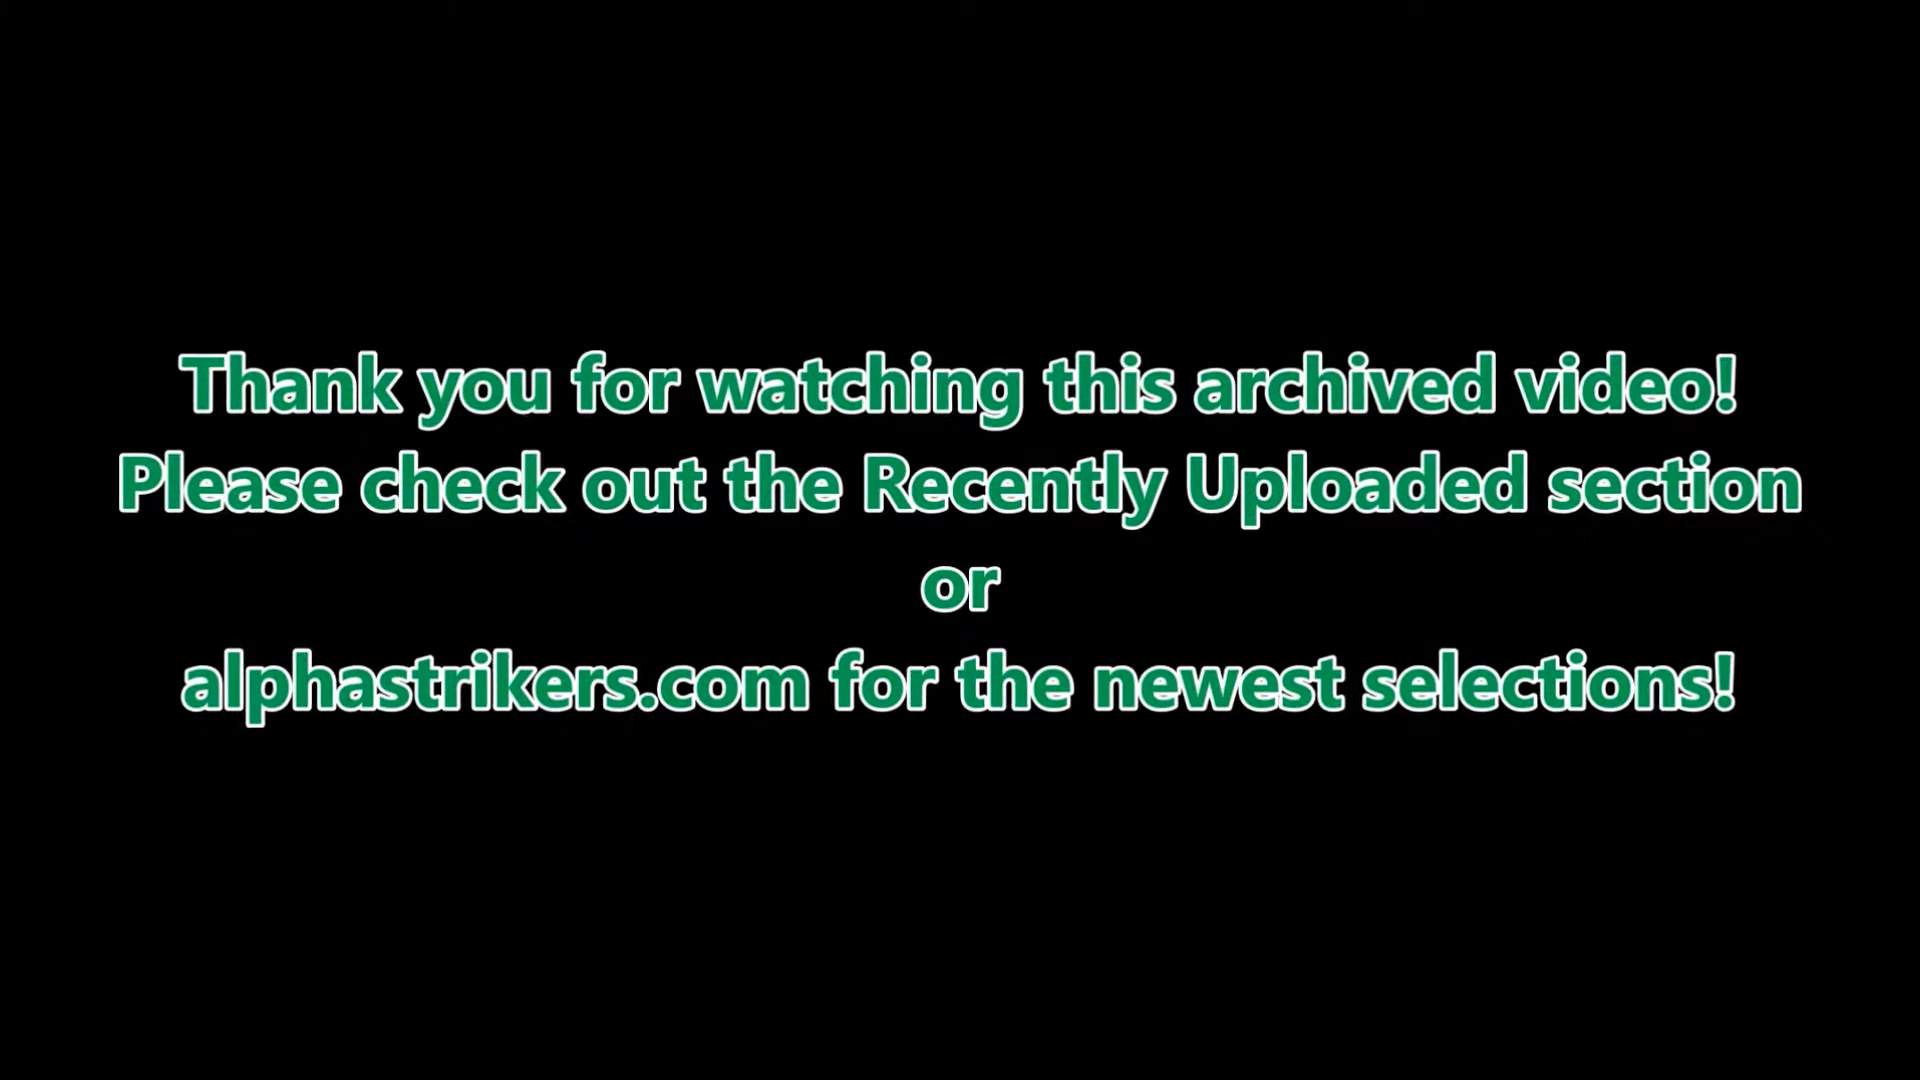 Thank you for watching this archived video!
Please check out the Recently Uploaded section
or
alphastrikers.com for the newest selections!